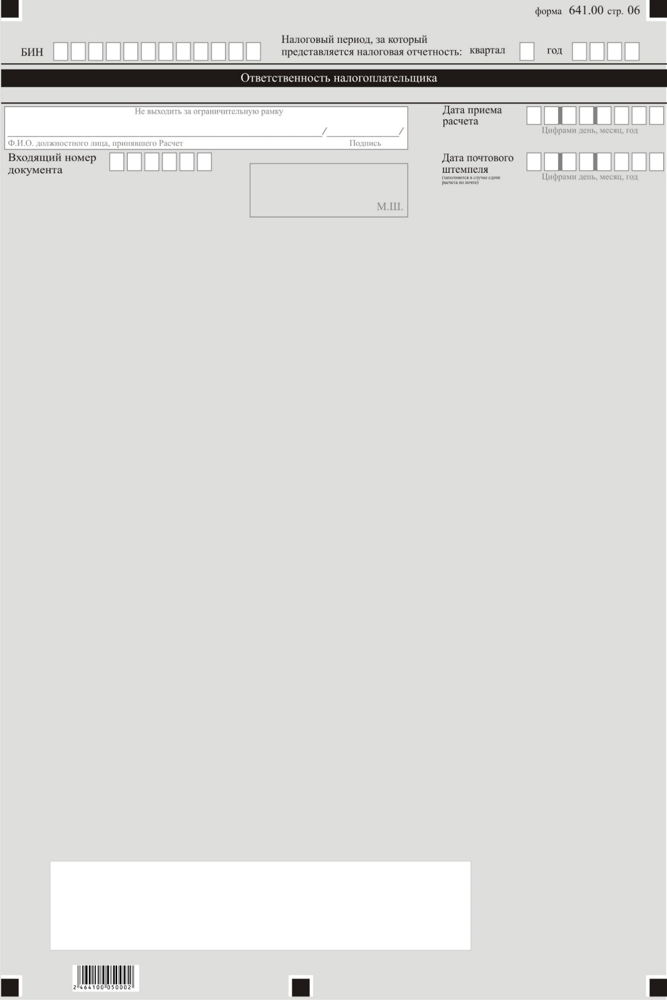 форма 641.00 стр. 06
Налоговый период, за который
БИН представляется налоговая отчетность: квартал год
Ответственность налогоплательщика
Не выходить за ограничительную рамку
/ /
Ф.И.О. должностного лица, принявшего Расчет Подпись
Дата приема
расчета
Цифрами день, месяц, год
Входящий номер
документа
М.Ш.
Дата почтового
штемпеля
(заполняется в случае сдачи
расчета по почте)
Цифрами день, месяц, год
2 464100 050002